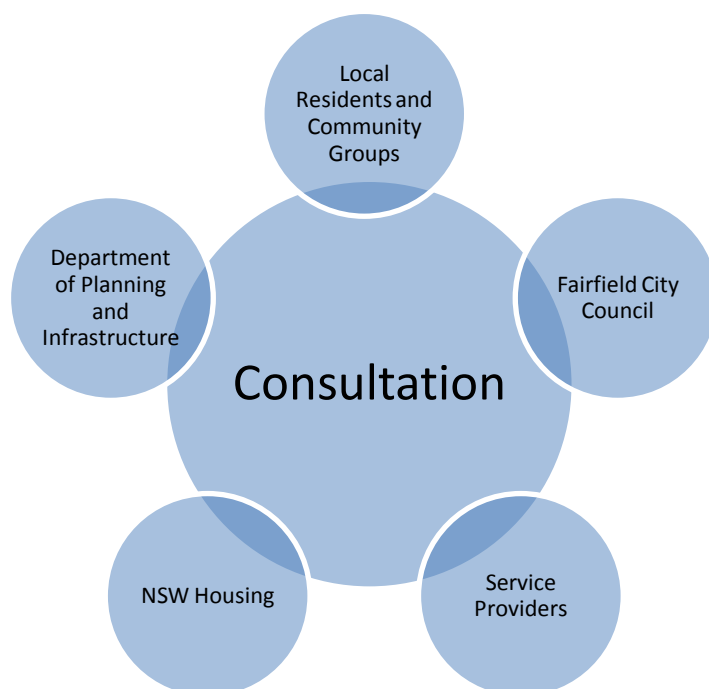 Local
Residents and
Community
Groups
Department
of Planning
and
Infrastructure
Fairfield City
Council
Consultation
NSW Housing
Service
Providers